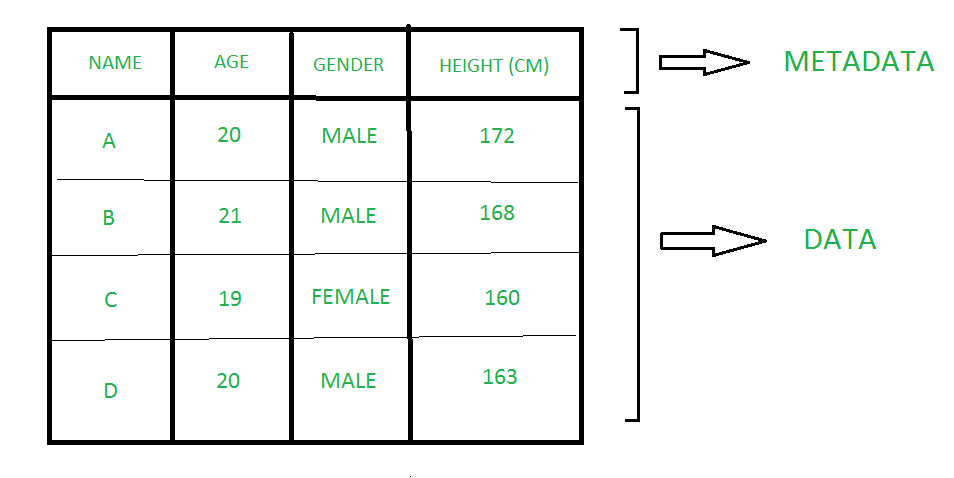 NAME AGE GENDER HEIGHT (CM) METADATA
A 20 MALE 172
B 21 MALE 168
DATA
C 19 FEMALE 160
D 20 MALE 163